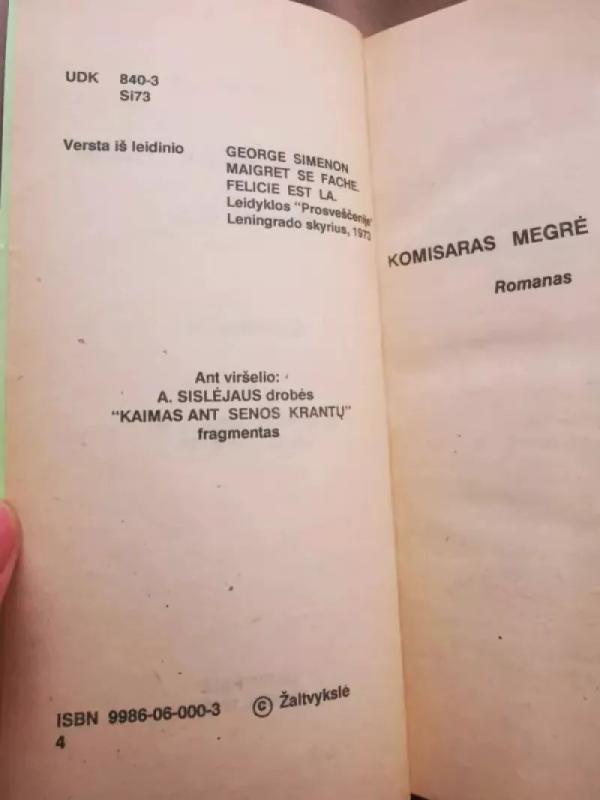 UDK 840-3
Si73
Versta iš leidinio
GEORGE SIMENON
MAIGRET SE FACHE.
FELICIE EST LA.
Leidyklos "Prosveščenije"
Leningrado skyrius, 1973
Ant viršelio:
A. SISLĖJAUS drobės
"KAIMAS ANT SENOS KRANTŲ"
fragmentas
ISBN 9986-06-000-3
© Žaltvykslė
4
KOMISARAS MEGRĖ
Romanas